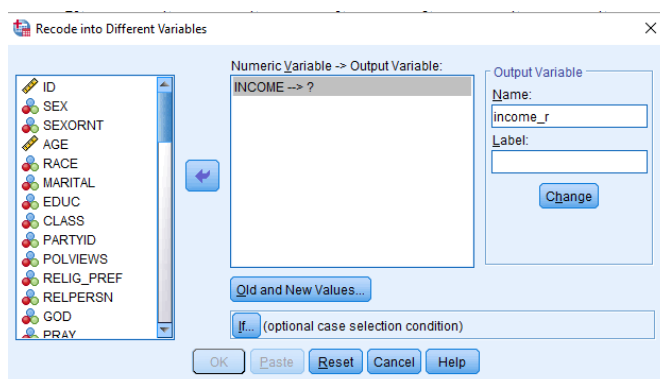 Recode into Different Variables
Numeric Variable -> Output Variable:
INCOME --> ?
ID
SEX
SEXORNT
AGE
RACE
MARITAL
EDUC
CLASS
PARTYID
POLVIEWS
RELIG_PREF
RELPERSN
GOD
PRAY
Output Variable
Name:
income_r
Label:
Change
Old and New Values...
If... (optional case selection condition)
OK Paste Reset Cancel Help